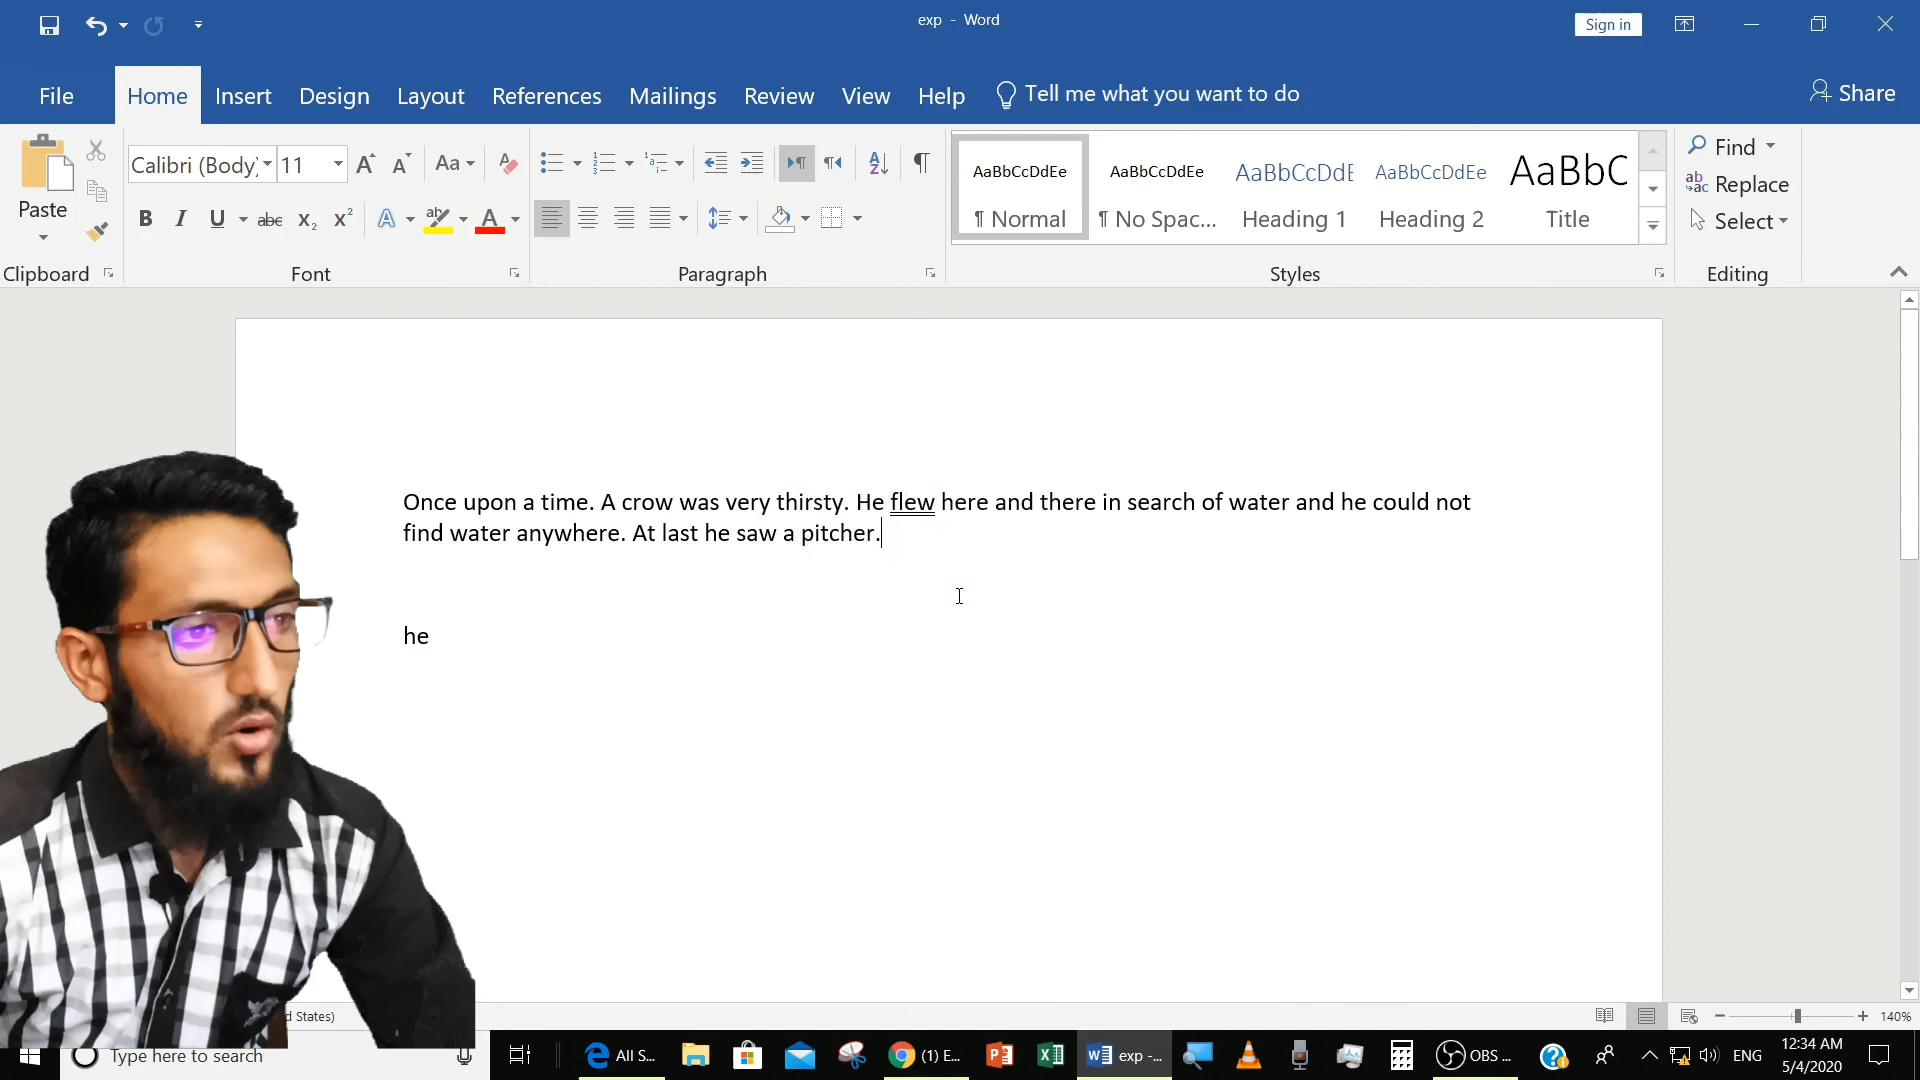 exp - Word
Sign in
File Home Insert Design Layout References Mailings Review View Help Tell me what you want to do Share
Paste
Clipboard
Calibri (Body) 11
Aa
B I U abc X₂ X² A A
Font
Paragraph
AaBbCcDdEe AaBbCcDdEe AaBbCcDdE AaBbCcDdEe AaBbC
¶ Normal ¶ No Spac... Heading 1 Heading 2 Title
Styles
Find
Replace
Select
Editing
Once upon a time. A crow was very thirsty. He flew here and there in search of water and he could not
find water anywhere. At last he saw a pitcher.
he
d States)
140%
Type here to search
All S...
(1) E...
exp -...
OBS ...
ENG
12:34 AM
5/4/2020